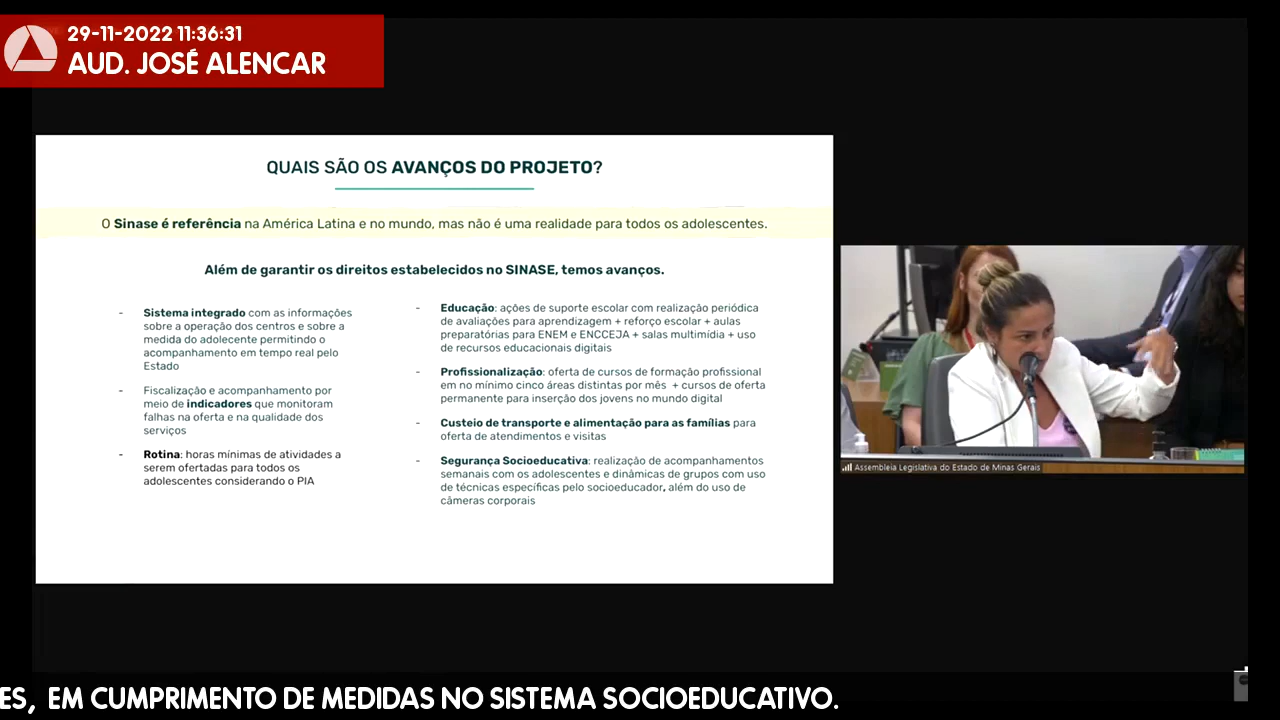 29-11-2022 11:36:31
AUD. JOSÉ ALENCAR
QUAIS SÃO OS AVANÇOS DO PROJETO?
O Sinase é referência na América Latina e no mundo, mas não é uma realidade para todos os adolescentes.
Além de garantir os direitos estabelecidos no SINASE, temos avanços.
- Sistema integrado com as informações
sobre a operação dos centros e sobre a
medida do adolecente permitindo o
acompanhamento em tempo real pelo
Estado
- Fiscalização e acompanhamento por
meio de indicadores que monitoram
falhas na oferta e na qualidade dos
serviços
- Rotina: horas mínimas de atividades a
serem ofertadas para todos os
adolescentes considerando o PIA
- Educação: ações de suporte escolar com realização periódica
de avaliações para aprendizagem + reforço escolar + aulas
preparatórias para ENEM e ENCCEJA + salas multimídia + uso
de recursos educacionais digitais
- Profissionalização: oferta de cursos de formação profissional
em no mínimo cinco áreas distintas por mês + cursos de oferta
permanente para inserção dos jovens no mundo digital
- Custeio de transporte e alimentação para as famílias para
oferta de atendimentos e visitas
- Segurança Socioeducativa: realização de acompanhamentos
semanais com os adolescentes e dinâmicas de grupos com uso
de técnicas específicas pelo socioeducador, além do uso de
câmeras corporais
Assembleia Legislativa do Estado de Minas Gerais
ES, EM CUMPRIMENTO DE MEDIDAS NO SISTEMA SOCIOEDUCATIVO.